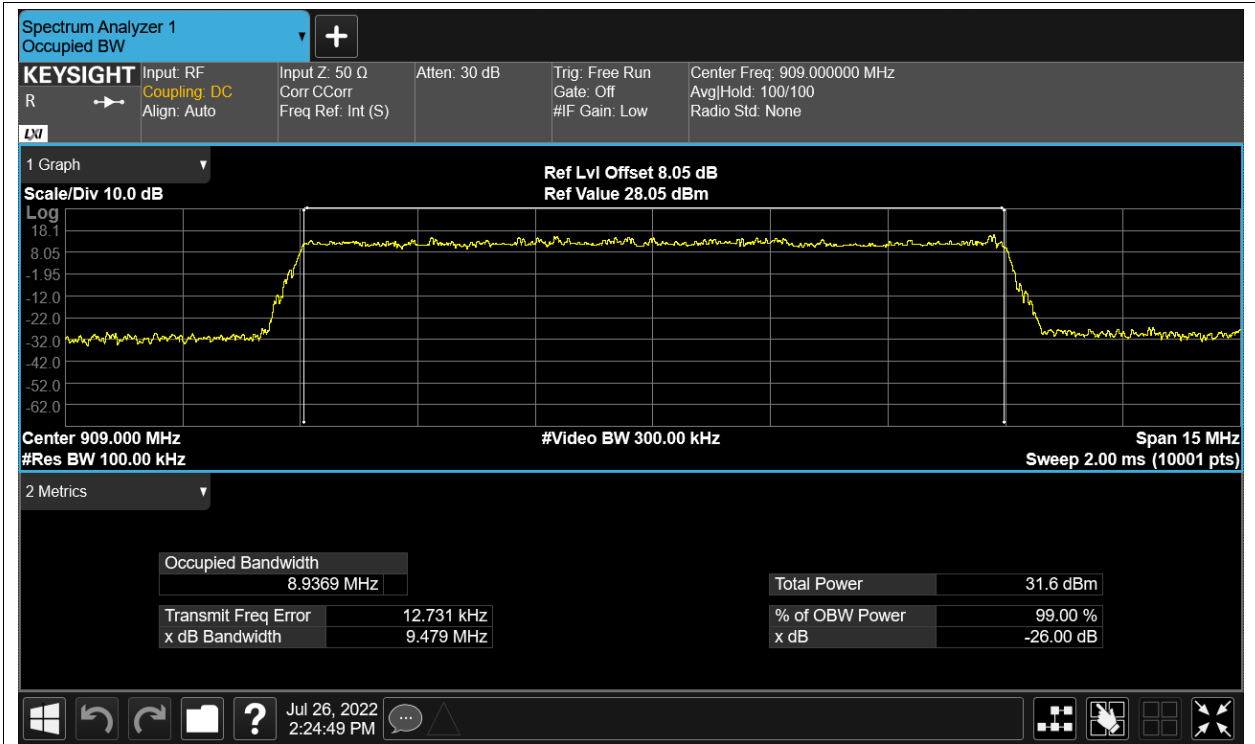 Spectrum Analyzer 1
Occupied BW
KEYSIGHT
R
LXI
Input: RF
Coupling: DC
Align: Auto
Input Z: 50 Ω
Corr CCorr
Freq Ref: Int (S)
Atten: 30 dB
Trig: Free Run
Gate: Off
#IF Gain: Low
Center Freq: 909.000000 MHz
Avg|Hold: 100/100
Radio Std: None
1 Graph
Scale/Div 10.0 dB
Ref Lvl Offset 8.05 dB
Ref Value 28.05 dBm
Log
18.1
8.05
-1.95
-12.0
-22.0
-32.0
-42.0
-52.0
-62.0
Center 909.000 MHz
#Video BW 300.00 kHz
Span 15 MHz
#Res BW 100.00 kHz
Sweep 2.00 ms (10001 pts)
2 Metrics
Occupied Bandwidth
8.9369 MHz
Transmit Freq Error 12.731 kHz
x dB Bandwidth 9.479 MHz
Total Power 31.6 dBm
% of OBW Power 99.00 %
x dB -26.00 dB
?
Jul 26, 2022
2:24:49 PM